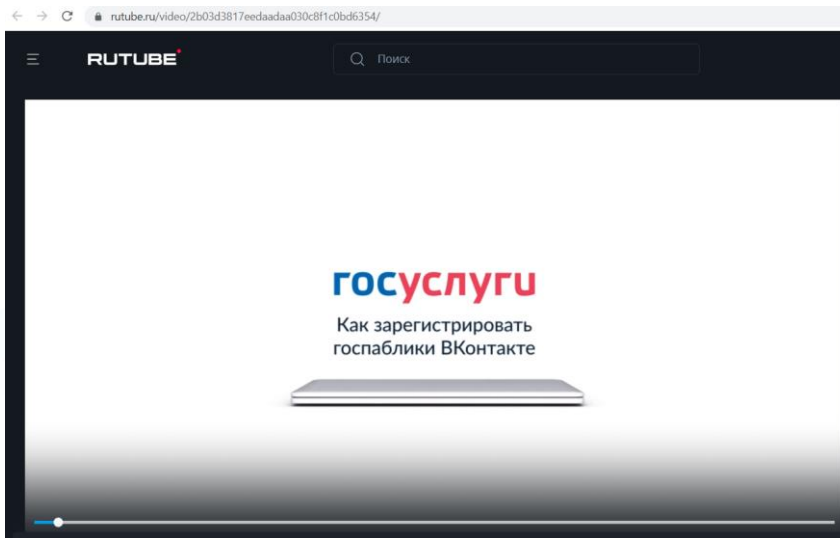 rutube.ru/video/2b03d3817eedaadaa030c8f1c0bd6354/
RUTUBE
Поиск
госуслуги
Как зарегистрировать
госпаблики ВКонтакте